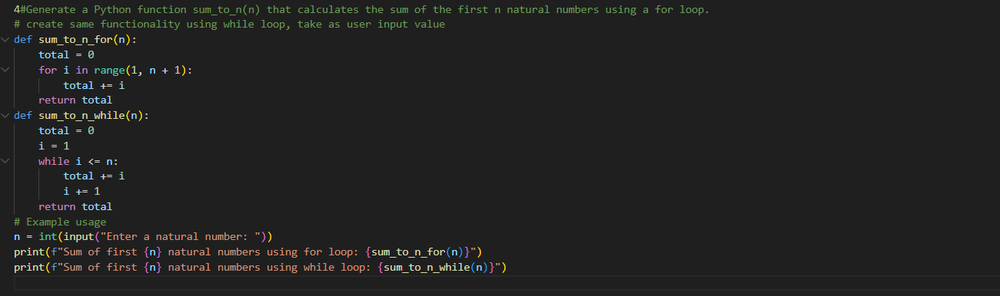 4#Generate a Python function sum_to_n(n) that calculates the sum of the first n natural numbers using a for loop.
# create same functionality using while loop, take as user input value
def sum_to_n_for(n):
    total = 0
    for i in range(1, n + 1):
        total += i
    return total
def sum_to_n_while(n):
    total = 0
    i = 1
    while i <= n:
        total += i
        i += 1
    return total
# Example usage
n = int(input("Enter a natural number: "))
print(f"Sum of first {n} natural numbers using for loop: {sum_to_n_for(n)}")
print(f"Sum of first {n} natural numbers using while loop: {sum_to_n_while(n)}")